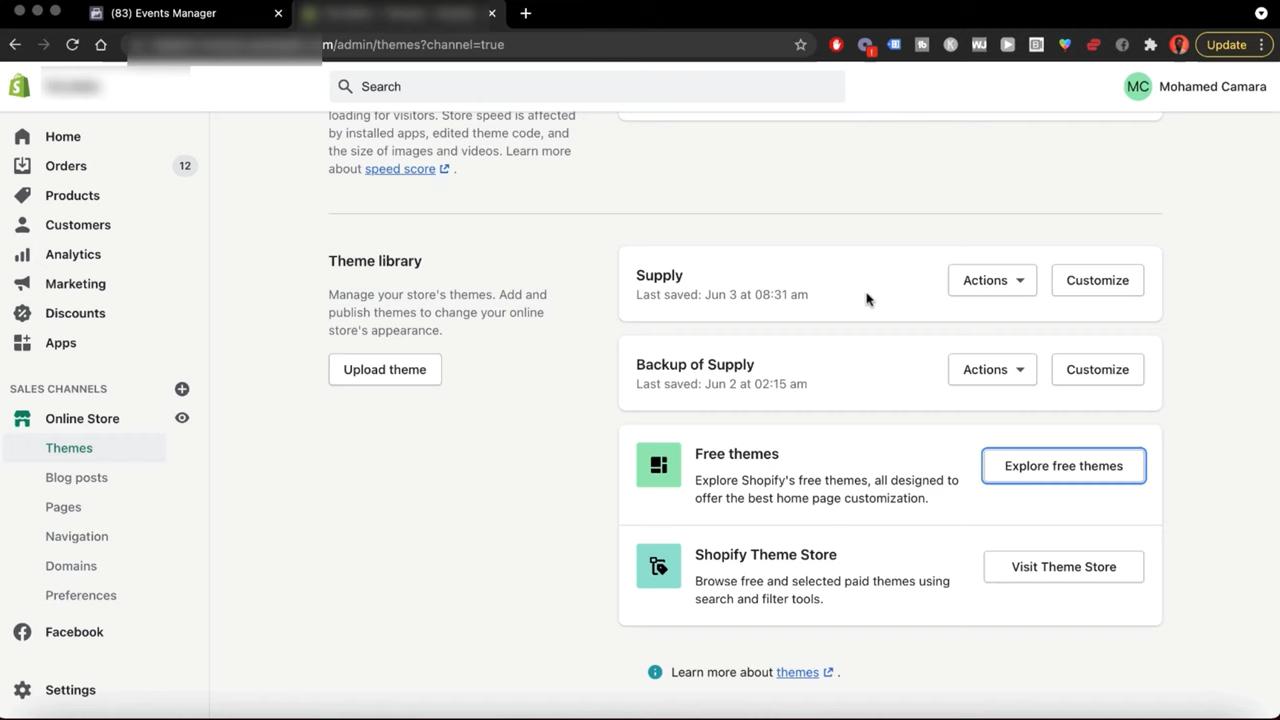 (83) Events Manager
m/admin/themes?channel=true
Update
Search
MC
Mohamed Camara
Home
Orders
12
Products
Customers
Analytics
Marketing
Discounts
Apps
SALES CHANNELS
Online Store
Themes
Blog posts
Pages
Navigation
Domains
Preferences
Facebook
Settings
loading for visitors. Store speed is affected
by installed apps, edited theme code, and
the size of images and videos. Learn more
about speed score .
Theme library
Manage your store's themes. Add and
publish themes to change your online
store's appearance.
Upload theme
Supply
Last saved: Jun 3 at 08:31 am
Actions
Customize
Backup of Supply
Last saved: Jun 2 at 02:15 am
Actions
Customize
Free themes
Explore Shopify's free themes, all designed to
offer the best home page customization.
Explore free themes
Shopify Theme Store
Browse free and selected paid themes using
search and filter tools.
Visit Theme Store
Learn more about themes .